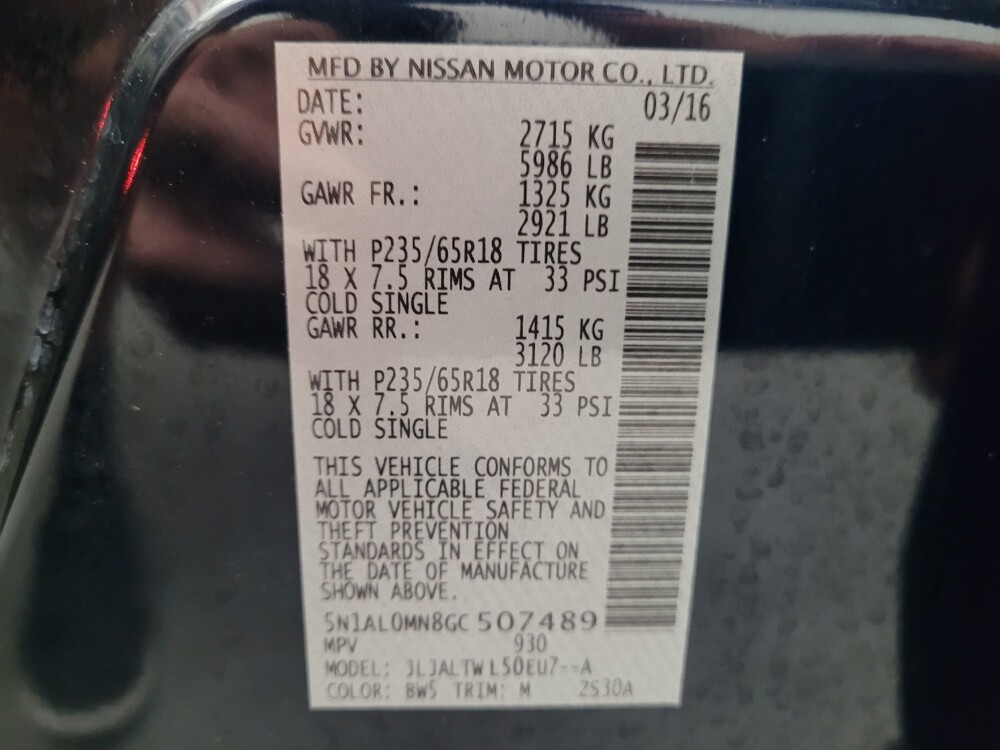 MFD BY NISSAN MOTOR CO., LTD.
DATE: 03/16
GVWR: 2715 KG
5986 LB
GAWR FR.: 1325 KG
2921 LB
WITH P235/65R18 TIRES
18 X 7.5 RIMS AT 33 PSI
COLD SINGLE
GAWR RR.: 1415 KG
3120 LB
WITH P235/65R18 TIRES
18 X 7.5 RIMS AT 33 PSI
COLD SINGLE
THIS VEHICLE CONFORMS TO
ALL APPLICABLE FEDERAL
MOTOR VEHICLE SAFETY AND
THEFT PREVENTION
STANDARDS IN EFFECT ON
THE DATE OF MANUFACTURE
SHOWN ABOVE.
5N1AL0MN8GC 507489
MPV 930
MODEL: JLJALTW L50EU7--A
COLOR: BW5 TRIM: M 2S30A